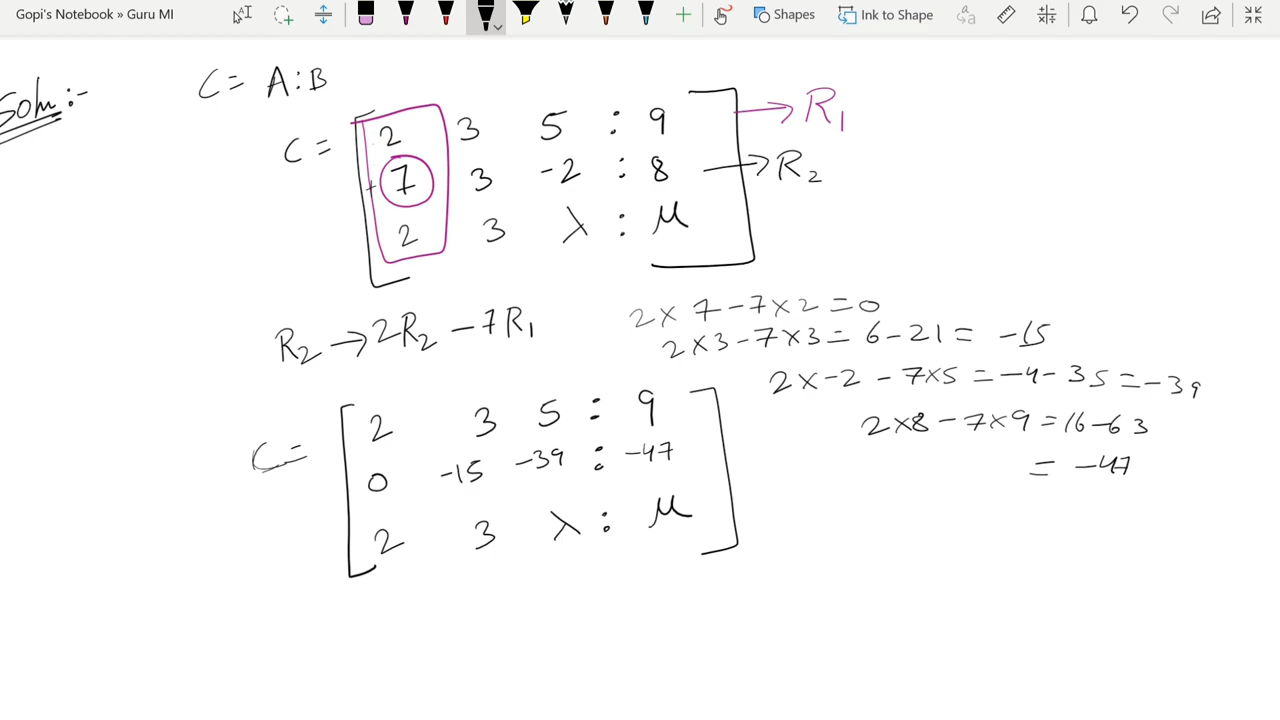 Gopi's Notebook » Guru MI
Shapes
Ink to Shape
Soln :-
C = A : B
C = [ 2 3 5 : 9 ] → R₁
7 3 -2 : 8 → R₂
2 3 λ : μ
R₂ → 2R₂ - 7R₁
2 × 7 - 7 × 2 = 0
2 × 3 - 7 × 3 = 6 - 21 = -15
2 × -2 - 7 × 5 = -4 - 35 = -39
2 × 8 - 7 × 9 = 16 - 63
= -47
C = [ 2 3 5 : 9 ]
0 -15 -39 : -47
2 3 λ : μ